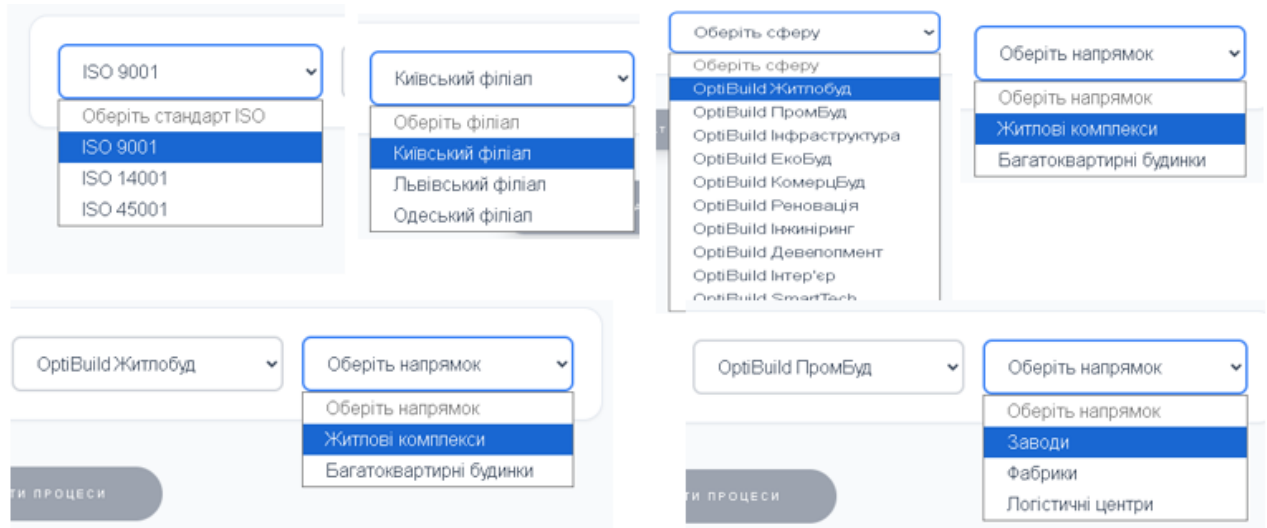 ISO 9001
Оберіть стандарт ISO
ISO 9001
ISO 14001
ISO 45001
Київський філіал
Оберіть філіал
Київський філіал
Львівський філіал
Одеський філіал
Оберіть сферу
Оберіть сферу
OptiBuild Житлобуд
OptiBuild ПромБуд
OptiBuild Інфраструктура
OptiBuild ЕкоБуд
OptiBuild КомерцБуд
OptiBuild Реновація
OptiBuild Інжиніринг
OptiBuild Девелопмент
OptiBuild Інтер'єр
OptiBuild SmartTech
Оберіть напрямок
Оберіть напрямок
Житлові комплекси
Багатоквартирні будинки
OptiBuild Житлобуд
Оберіть напрямок
Оберіть напрямок
Житлові комплекси
Багатоквартирні будинки
ТИ ПРОЦЕСИ
OptiBuild ПромБуд
Оберіть напрямок
Оберіть напрямок
Заводи
Фабрики
Логістичні центри
ТИ ПРОЦЕСИ